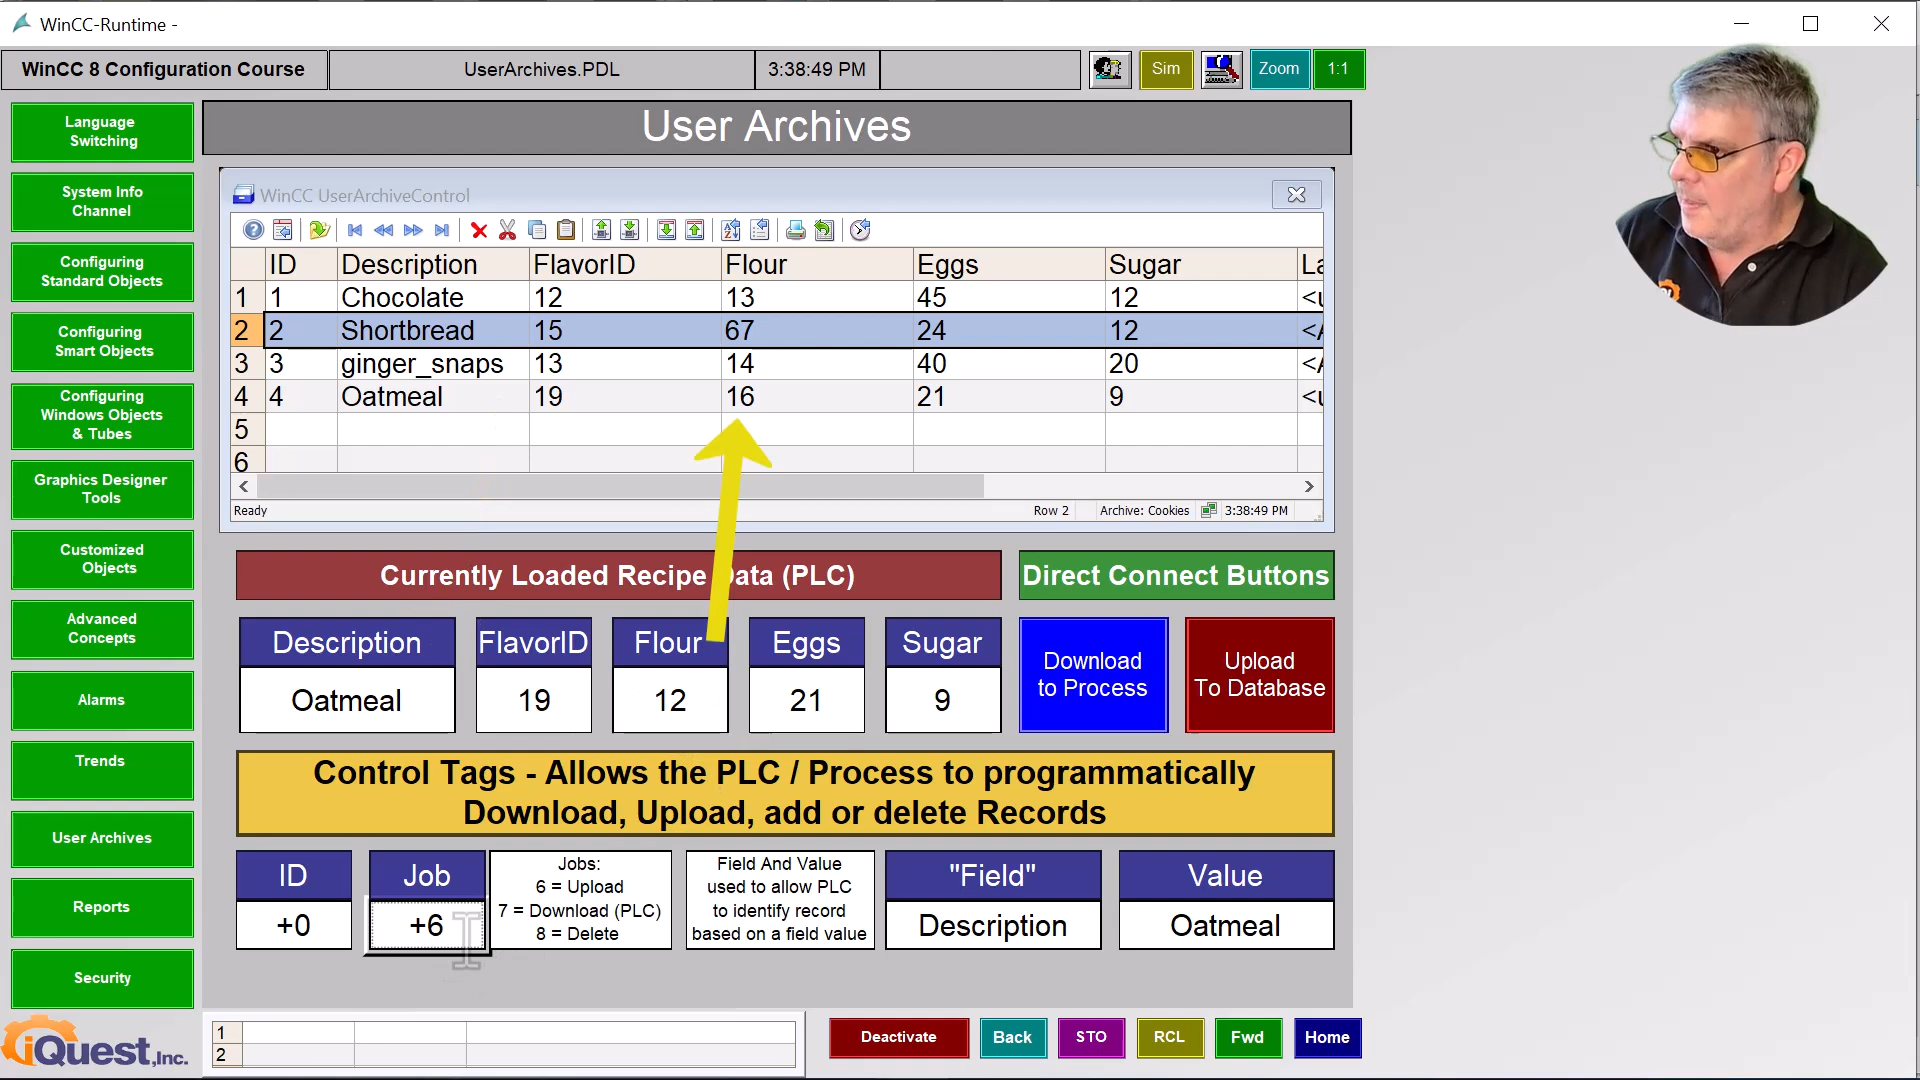 WinCC-Runtime -
WinCC 8 Configuration Course
UserArchives.PDL
3:38:49 PM
Sim
Zoom
1:1
Language
Switching
System Info
Channel
Configuring
Standard Objects
Configuring
Smart Objects
Configuring
Windows Objects
& Tubes
Graphics Designer
Tools
Customized
Objects
Advanced
Concepts
Alarms
Trends
User Archives
Reports
Security
iQuest,Inc.
User Archives
WinCC UserArchiveControl
ID Description FlavorID Flour Eggs Sugar La
1 1 Chocolate 12 13 45 12 <u
2 2 Shortbread 15 67 24 12 <A
3 3 ginger_snaps 13 14 40 20 <A
4 4 Oatmeal 19 16 21 9 <u
5
6
Ready Row 2 Archive: Cookies 3:38:49 PM
Currently Loaded Recipe Data (PLC)
Direct Connect Buttons
Description FlavorID Flour Eggs Sugar
Oatmeal 19 12 21 9
Download
to Process
Upload
To Database
Control Tags - Allows the PLC / Process to programmatically
Download, Upload, add or delete Records
ID
+0
Job
+6
Jobs:
6 = Upload
7 = Download (PLC)
8 = Delete
Field And Value
used to allow PLC
to identify record
based on a field value
"Field"
Description
Value
Oatmeal
1
2
Deactivate
Back
STO
RCL
Fwd
Home